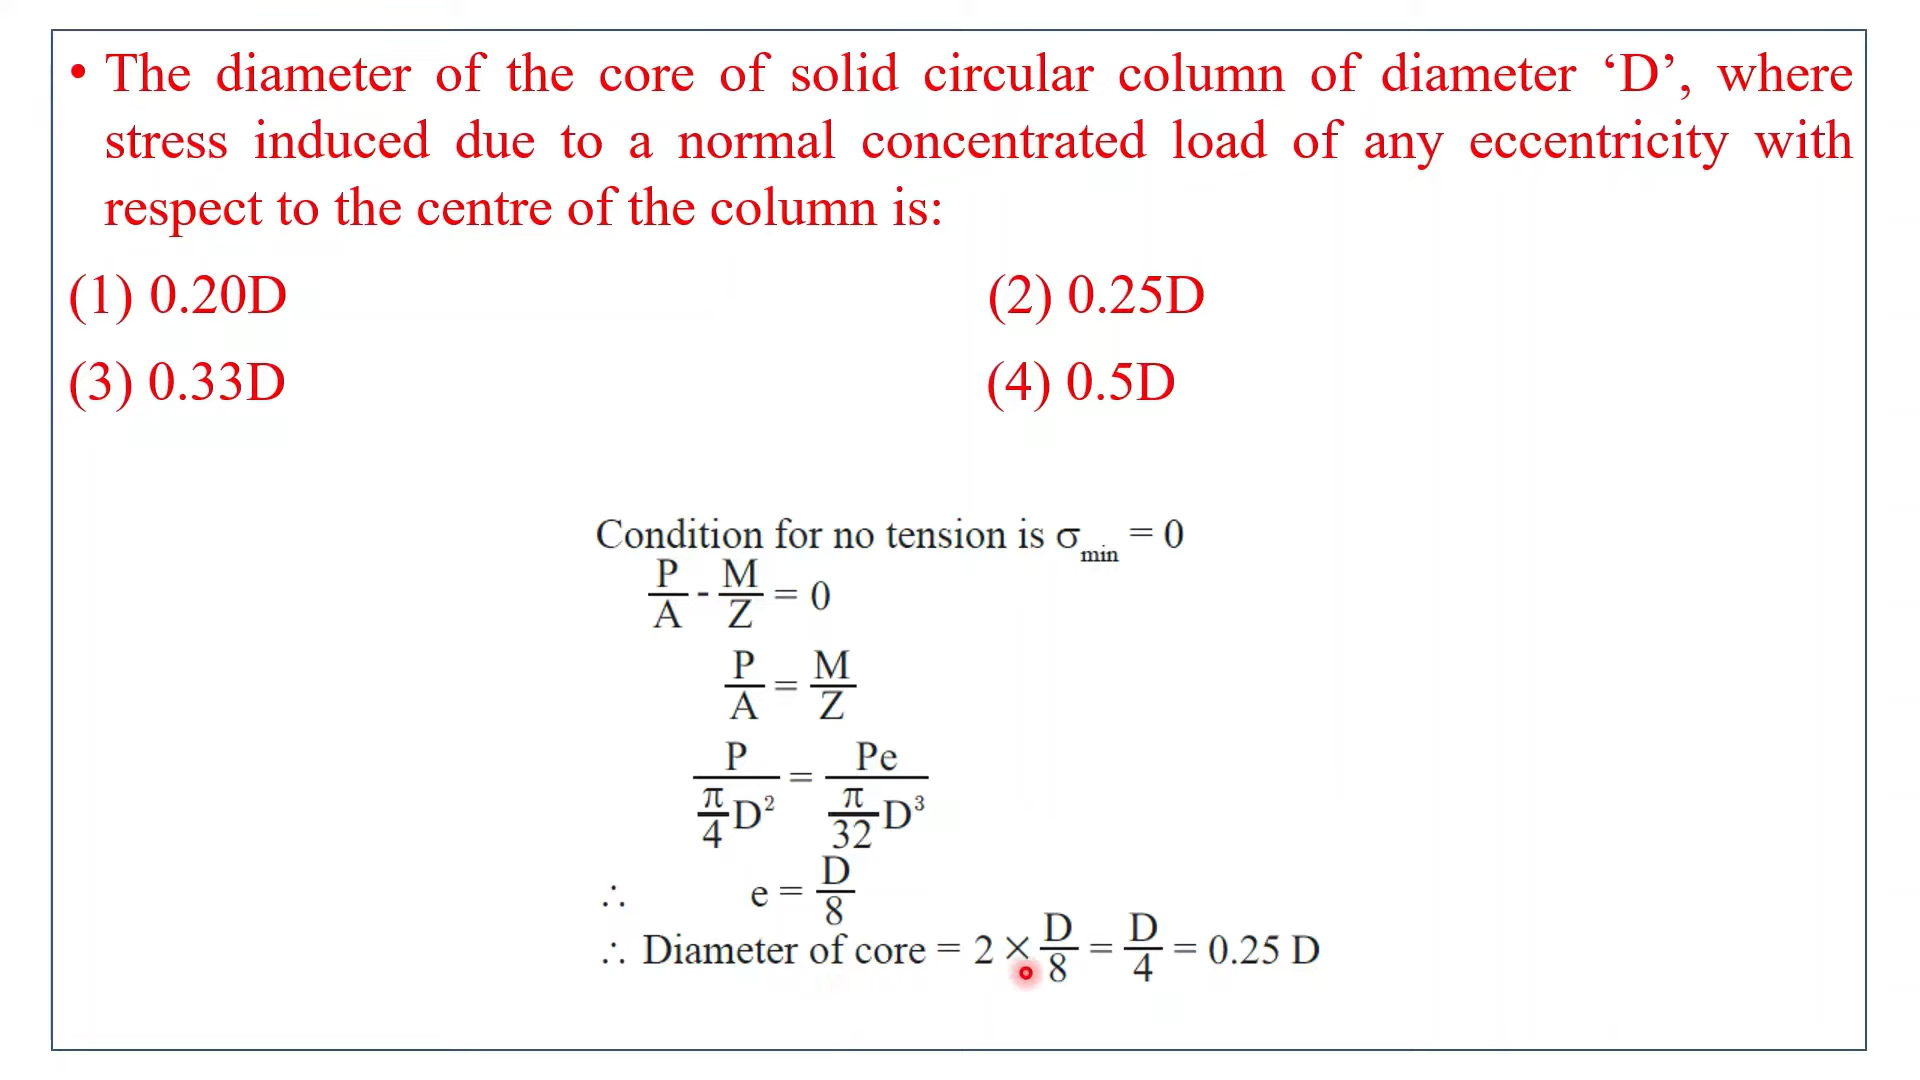 • The diameter of the core of solid circular column of diameter ‘D’, where
stress induced due to a normal concentrated load of any eccentricity with
respect to the centre of the column is:
(1) 0.20D (2) 0.25D
(3) 0.33D (4) 0.5D
Condition for no tension is σ_min = 0
P/A - M/Z = 0
P/A = M/Z
P/(π/4 D²) = Pe/(π/32 D³)
∴ e = D/8
∴ Diameter of core = 2 × D/8 = D/4 = 0.25 D